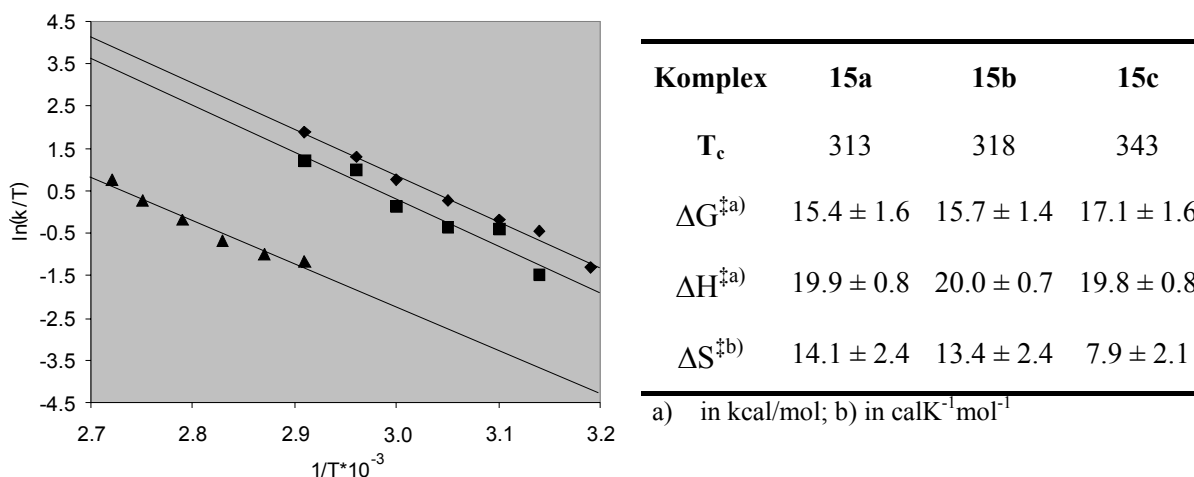 4.5
3.5
2.5
1.5
0.5
-0.5
-1.5
-2.5
-3.5
-4.5
ln(k/T)
2.7 2.8 2.9 3.0 3.1 3.2
1/T*10⁻³
Komplex 15a 15b 15c
T_c 313 318 343
ΔG‡a) 15.4 ± 1.6 15.7 ± 1.4 17.1 ± 1.6
ΔH‡a) 19.9 ± 0.8 20.0 ± 0.7 19.8 ± 0.8
ΔS‡b) 14.1 ± 2.4 13.4 ± 2.4 7.9 ± 2.1
a) in kcal/mol; b) in calK⁻¹mol⁻¹